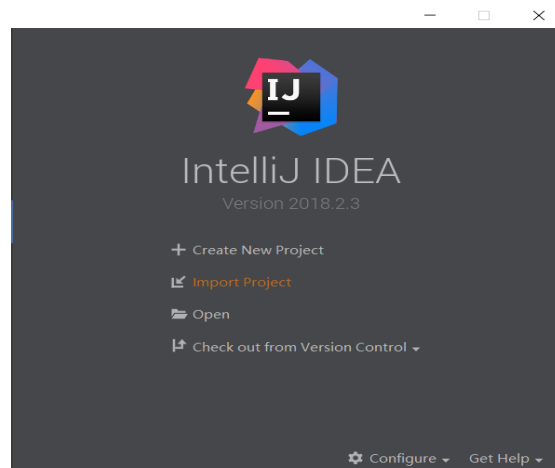 IJ
IntelliJ IDEA
Version 2018.2.3
Create New Project
Import Project
Open
Check out from Version Control
Configure Get Help